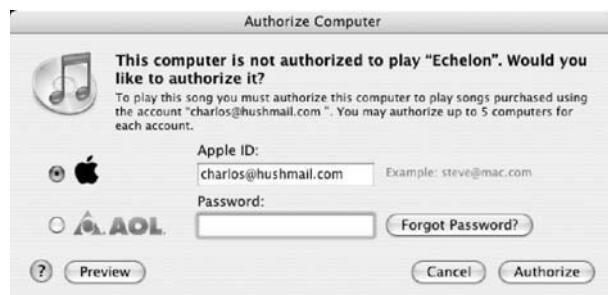 Authorize Computer
This computer is not authorized to play “Echelon”. Would you
like to authorize it?
To play this song you must authorize this computer to play songs purchased using
the account "charlos@hushmail.com ". You may authorize up to 5 computers for
each account.
Apple ID:
charlos@hushmail.com Example: steve@mac.com
Password:
AOL. Forgot Password?
? Preview Cancel Authorize